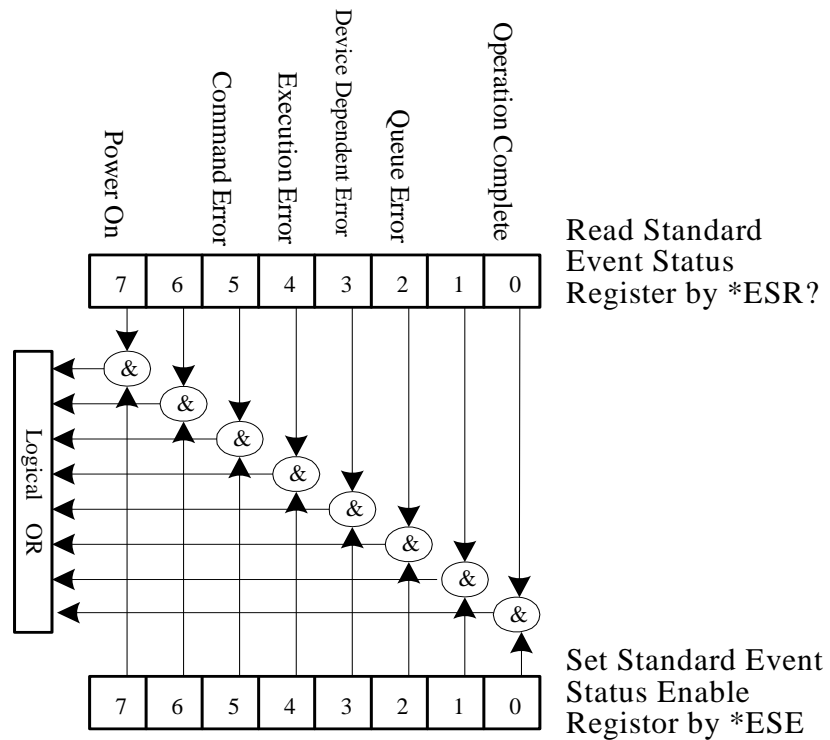 Power On
Command Error
Execution Error
Device Dependent Error
Queue Error
Operation Complete
Read Standard
Event Status
Register by *ESR?
7 6 5 4 3 2 1 0
&
&
&
&
&
&
&
&
Logical OR
Set Standard Event
Status Enable
Registor by *ESE
7 6 5 4 3 2 1 0